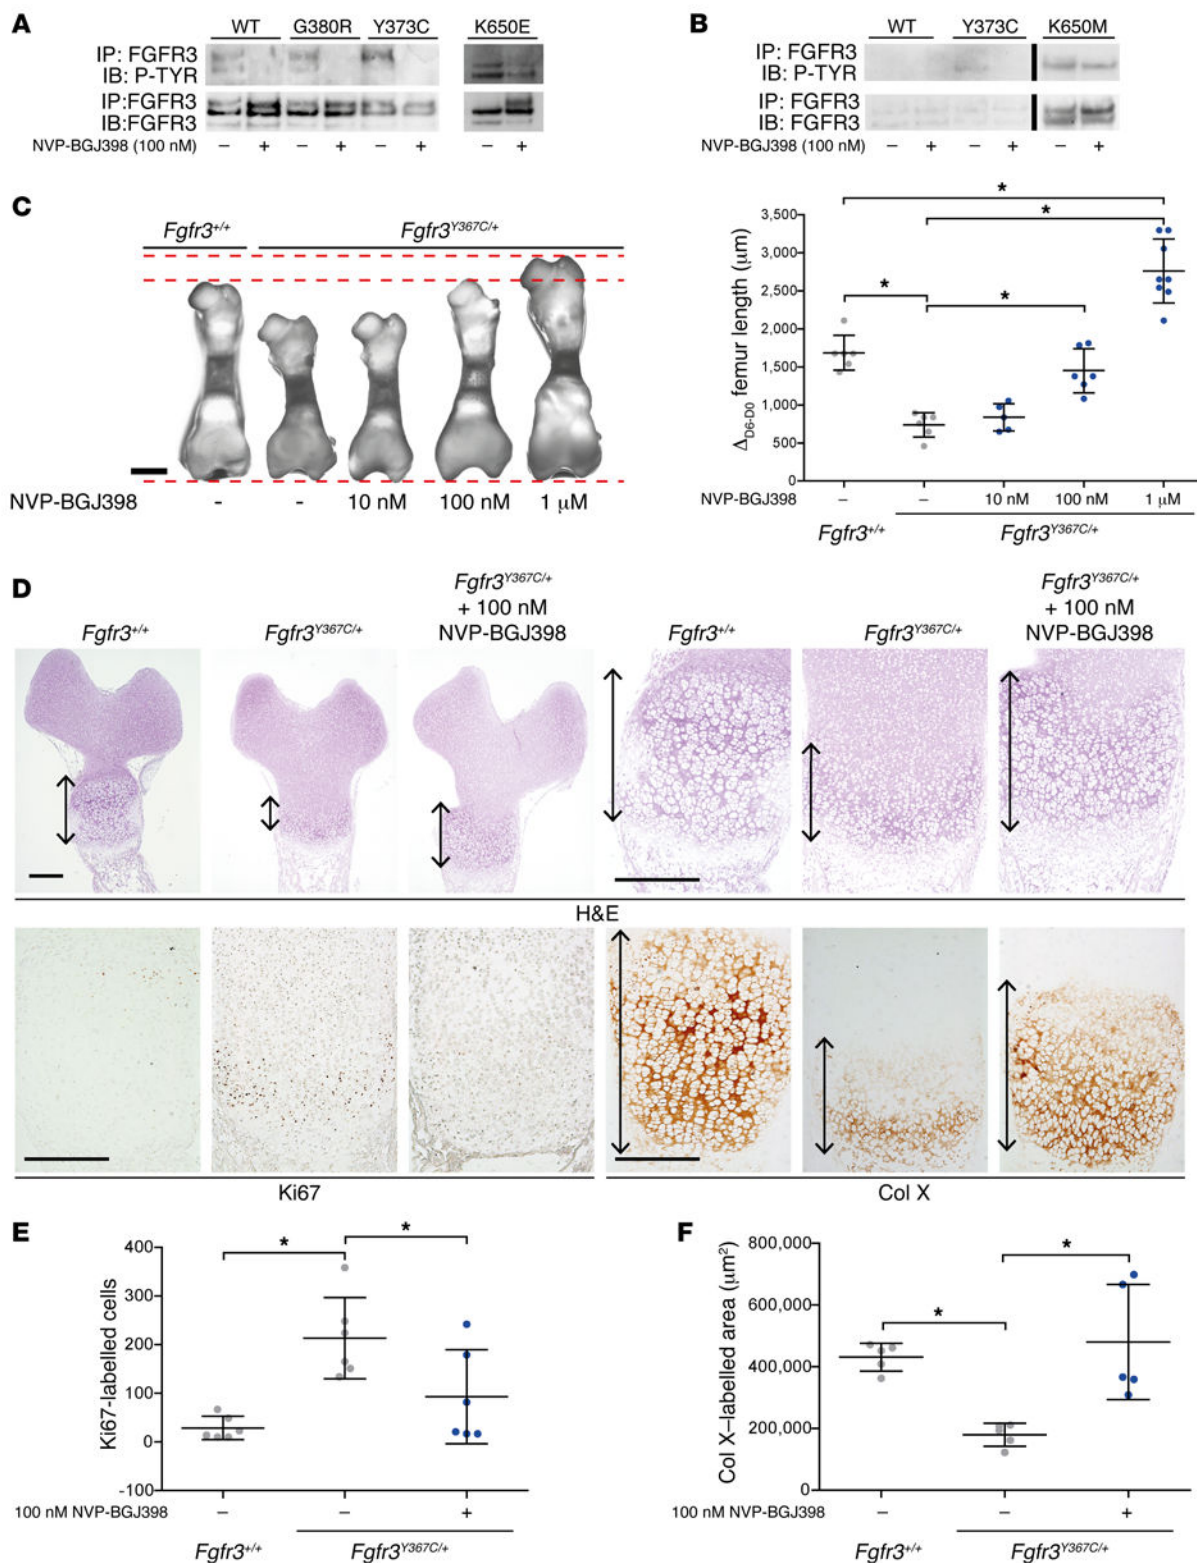 A
WT G380R Y373C K650E
IP: FGFR3
IB: P-TYR
IP:FGFR3
IB:FGFR3
NVP-BGJ398 (100 nM) – + – + – + – +
B
WT Y373C K650M
IP: FGFR3
IB: P-TYR
IP: FGFR3
IB: FGFR3
NVP-BGJ398 (100 nM) – + – + – +
C
Fgfr3+/+ Fgfr3Y367C/+
NVP-BGJ398 - - 10 nM 100 nM 1 μM
* 
*
* *
ΔD6-D0 femur length (μm)
3,500
3,000
2,500
2,000
1,500
1,000
500
0
NVP-BGJ398 – – 10 nM 100 nM 1 μM
Fgfr3+/+ Fgfr3Y367C/+
D
Fgfr3+/+ Fgfr3Y367C/+
Fgfr3Y367C/+
+ 100 nM
NVP-BGJ398
Fgfr3+/+ Fgfr3Y367C/+
Fgfr3Y367C/+
+ 100 nM
NVP-BGJ398
H&E
Ki67 Col X
E
* *
Ki67-labelled cells
400
300
200
100
0
-100
100 nM NVP-BGJ398 – – +
Fgfr3+/+ Fgfr3Y367C/+
F
* *
Col X–labelled area (μm²)
800,000
600,000
400,000
200,000
0
100 nM NVP-BGJ398 – – +
Fgfr3+/+ Fgfr3Y367C/+